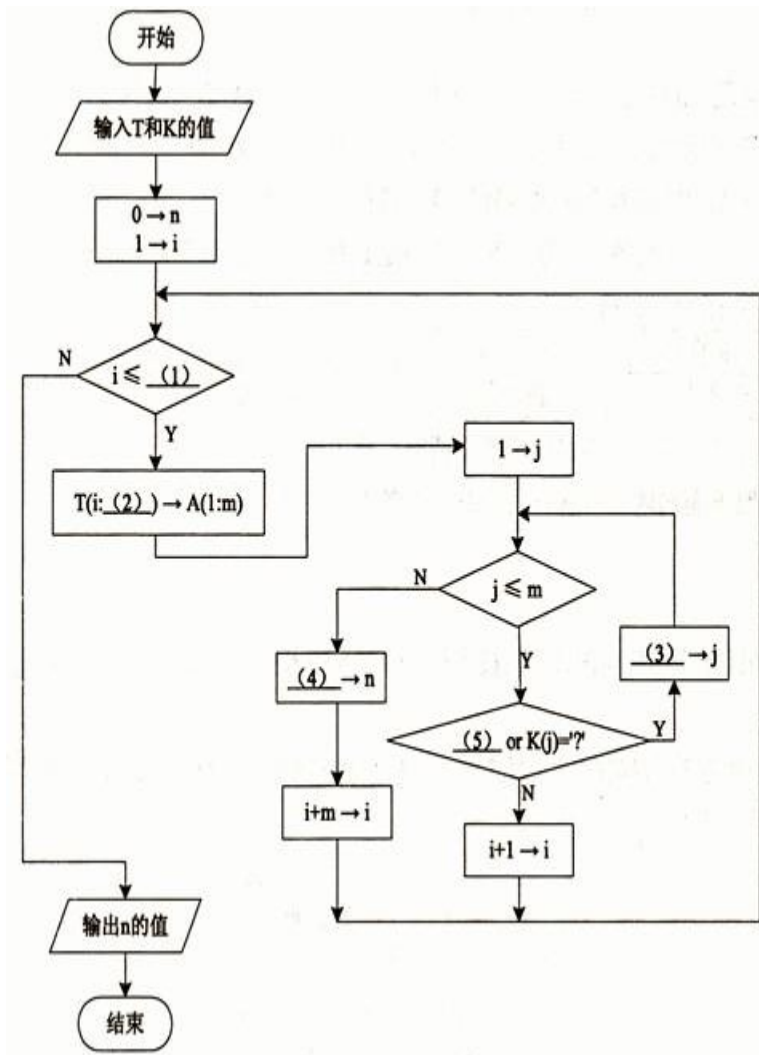 开始
输入T和K的值
0→n
1→i
i≤ （1）
N
Y
T(i:（2）)→A(1:m)
1→j
j≤m
N
Y
（3）→j
（4）→n
（5） or K(j)='?'
Y
N
i+m→i
i+1→i
输出n的值
结束